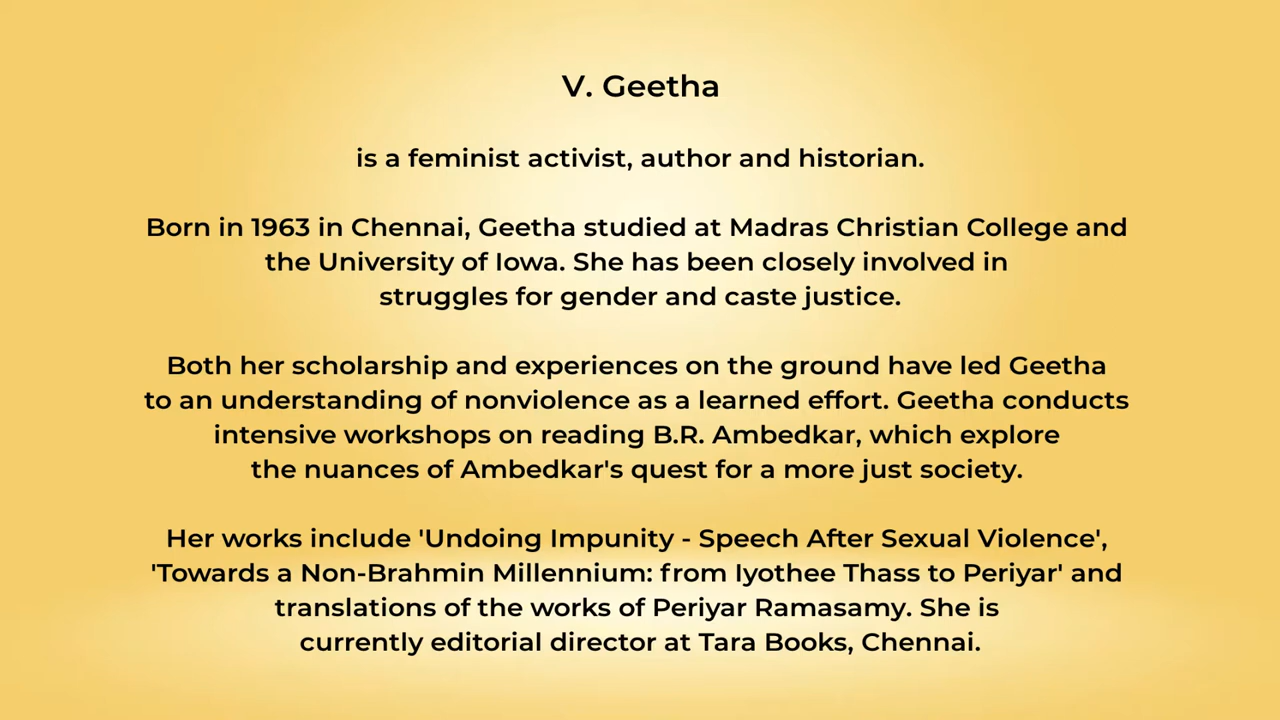 V. Geetha
is a feminist activist, author and historian.
Born in 1963 in Chennai, Geetha studied at Madras Christian College and
the University of Iowa. She has been closely involved in
struggles for gender and caste justice.
Both her scholarship and experiences on the ground have led Geetha
to an understanding of nonviolence as a learned effort. Geetha conducts
intensive workshops on reading B.R. Ambedkar, which explore
the nuances of Ambedkar's quest for a more just society.
Her works include 'Undoing Impunity - Speech After Sexual Violence',
'Towards a Non-Brahmin Millennium: from Iyothee Thass to Periyar' and
translations of the works of Periyar Ramasamy. She is
currently editorial director at Tara Books, Chennai.